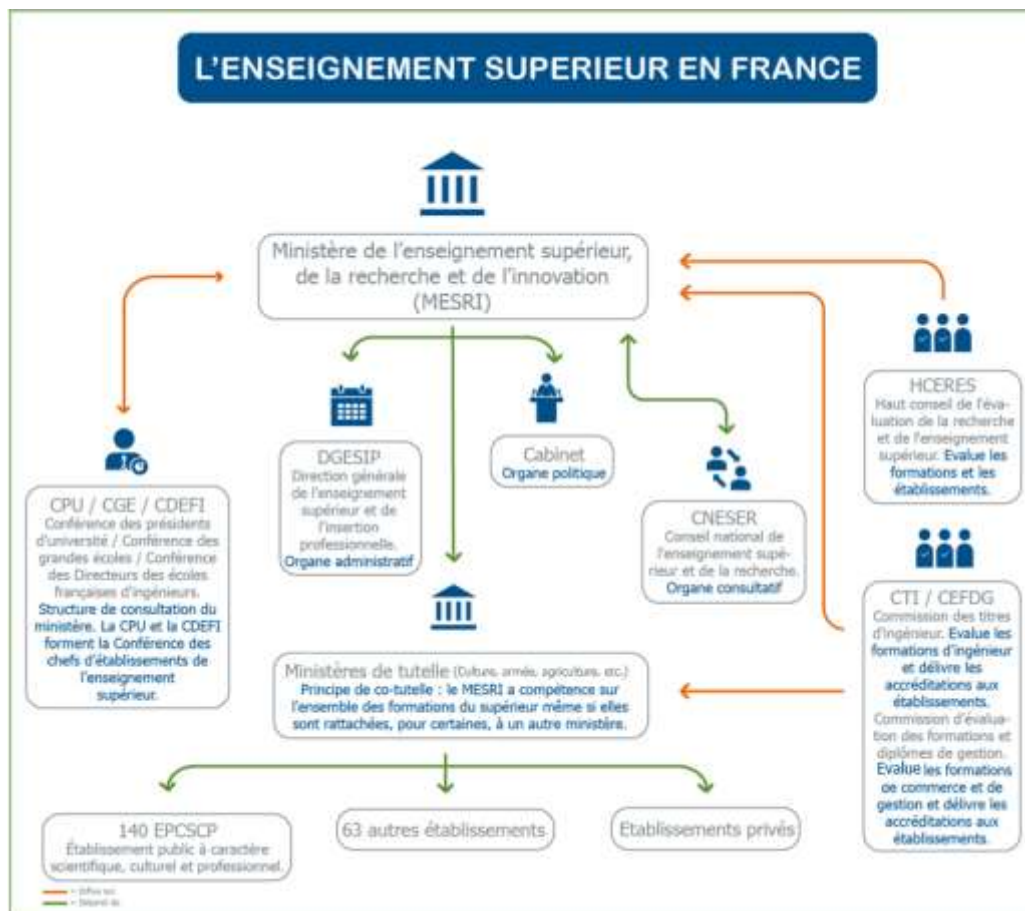 L'ENSEIGNEMENT SUPERIEUR EN FRANCE
Ministère de l'enseignement supérieur,
de la recherche et de l'innovation
(MESRI)
DGESIP
Direction générale
de l'enseignement
supérieur et de
l'insertion
professionnelle.
Organe administratif
Cabinet
Organe politique
CNESER
Conseil national de
l'enseignement supé-
rieur et de la recherche.
Organe consultatif
HCERES
Haut conseil de l'éva-
luation de la recherche
et de l'enseignement
supérieur. Evalue les
formations et les
établissements.
CPU / CGE / CDEFI
Conférence des présidents
d'université / Conférence des
grandes écoles / Conférence
des Directeurs des écoles
françaises d'ingénieurs.
Structure de consultation du
ministère. La CPU et la CDEFI
forment la Conférence des
chefs d'établissements de
l'enseignement
supérieur.
CTI / CEFDG
Commission des titres
d'ingénieur. Evalue les
formations d'ingénieur
et délivre les
accréditations aux
établissements.
Commission d'évaluation
des formations et
diplômes de gestion.
Evalue les formations
de commerce et de
gestion et délivre les
accréditations aux
établissements.
Ministères de tutelle (Culture, armée, agriculture, etc.)
Principe de co-tutelle : le MESRI a compétence sur
l'ensemble des formations du supérieur même si elles
sont rattachées, pour certaines, à un autre ministère.
140 EPCSCP
Établissement public à caractère
scientifique, culturel et professionnel.
63 autres établissements
Etablissements privés